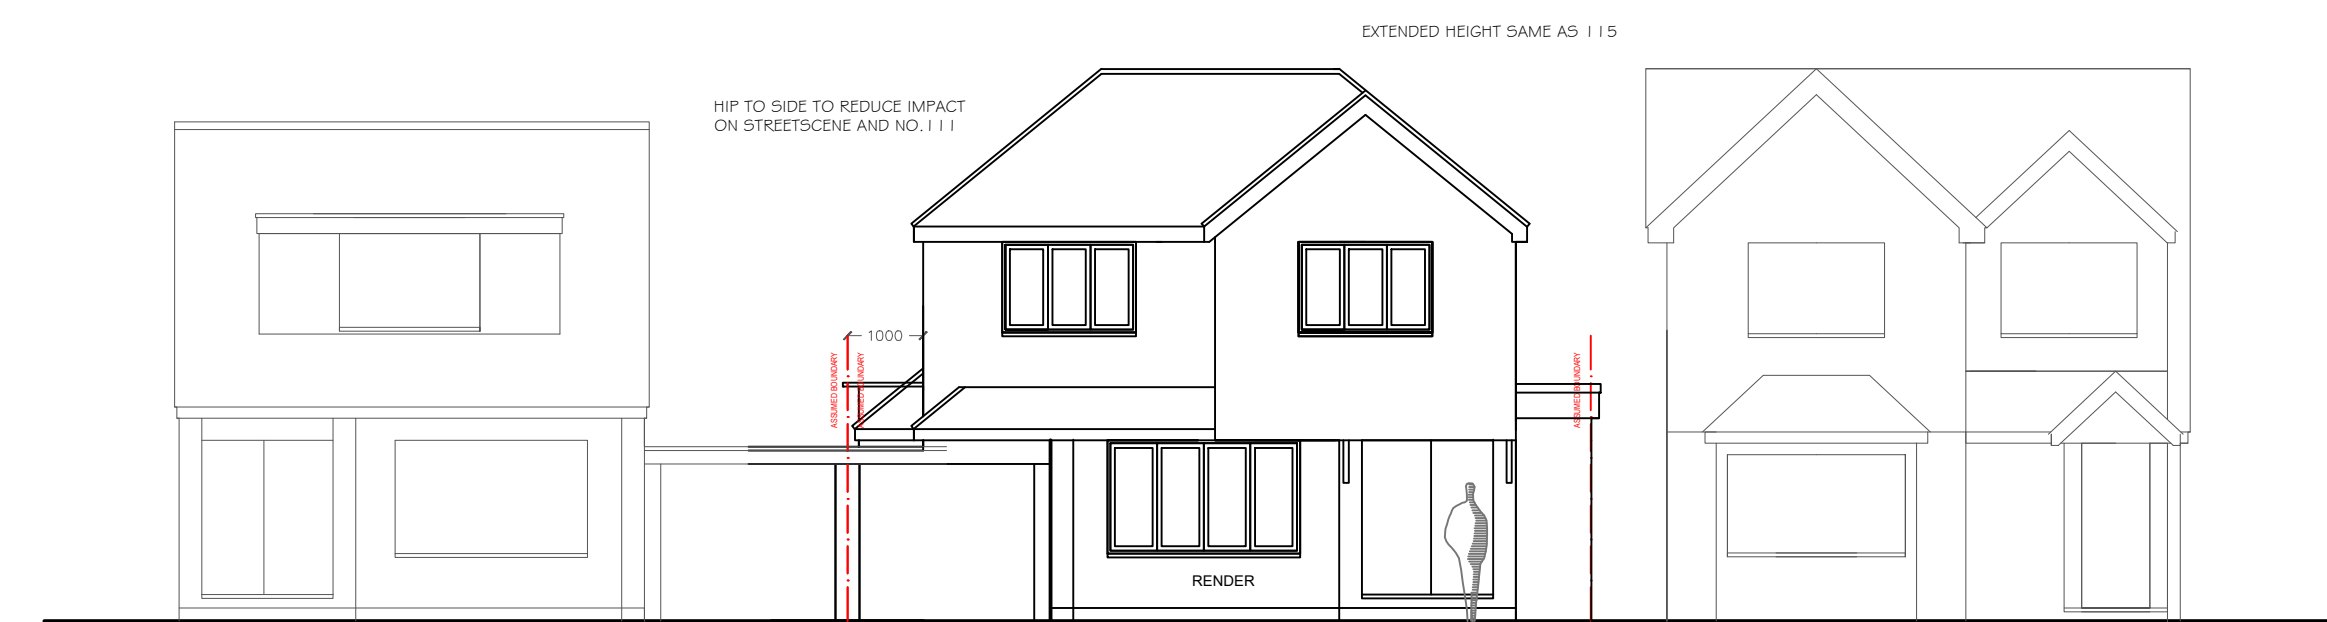 EXTENDED HEIGHT SAME AS 115
HIP TO SIDE TO REDUCE IMPACT
ON STREETSCENE AND NO.111
1000
ASSUMED BOUNDARY
ASSUMED BOUNDARY
ASSUMED BOUNDARY
RENDER